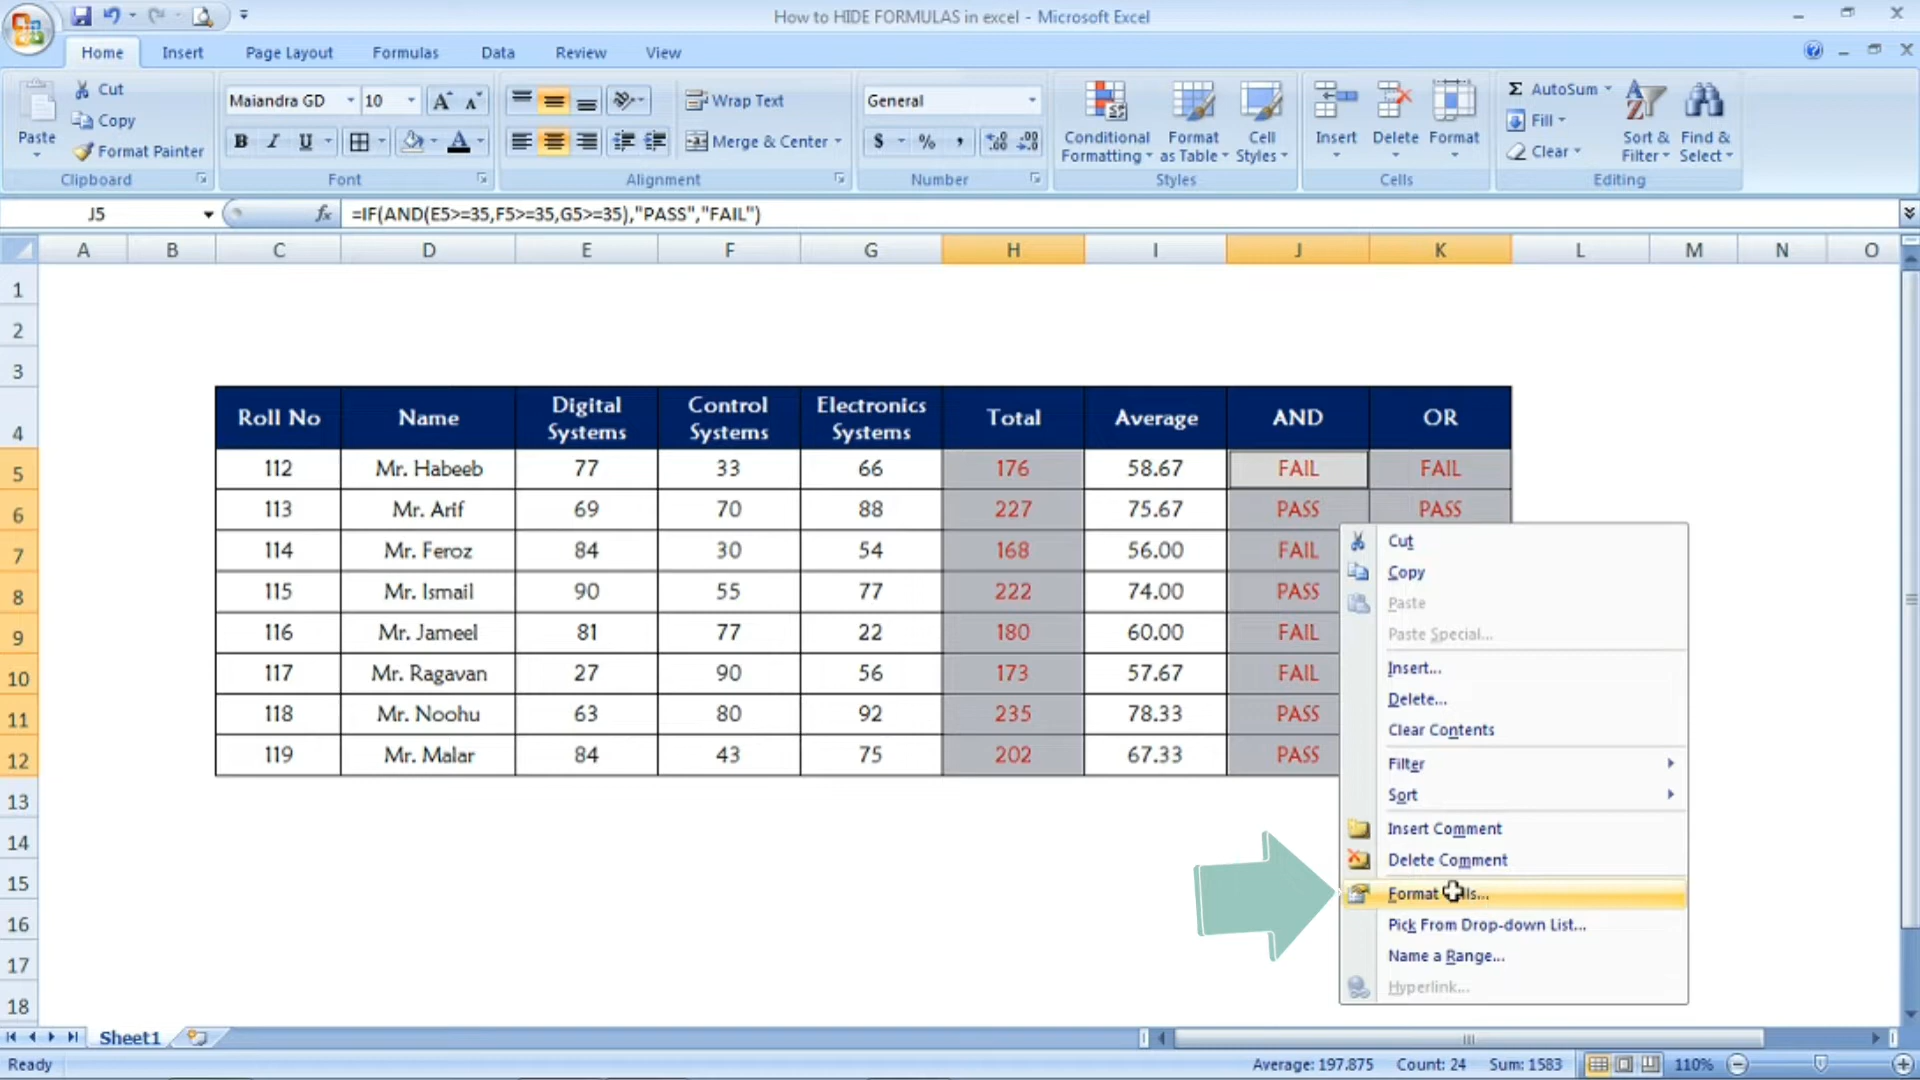 How to HIDE FORMULAS in excel - Microsoft Excel
Home Insert Page Layout Formulas Data Review View
Paste
Cut
Copy
Format Painter
Clipboard
Maiandra GD 10
B I U
Font
Wrap Text
Merge & Center
Alignment
General
$ % ,
Number
Conditional Formatting
Format as Table
Cell Styles
Styles
Insert Delete Format
Cells
Σ AutoSum
Fill
Clear
Sort & Filter
Find & Select
Editing
J5 fx =IF(AND(E5>=35,F5>=35,G5>=35),"PASS","FAIL")
A B C D E F G H I J K L M N O
1
2
3
4 Roll No Name Digital Systems Control Systems Electronics Systems Total Average AND OR
5 112 Mr. Habeeb 77 33 66 176 58.67 FAIL FAIL
6 113 Mr. Arif 69 70 88 227 75.67 PASS PASS
7 114 Mr. Feroz 84 30 54 168 56.00 FAIL
8 115 Mr. Ismail 90 55 77 222 74.00 PASS
9 116 Mr. Jameel 81 77 22 180 60.00 FAIL
10 117 Mr. Ragavan 27 90 56 173 57.67 FAIL
11 118 Mr. Noohu 63 80 92 235 78.33 PASS
12 119 Mr. Malar 84 43 75 202 67.33 PASS
13
14
15
16
17
18
Cut
Copy
Paste
Paste Special...
Insert...
Delete...
Clear Contents
Filter
Sort
Insert Comment
Delete Comment
Format
Pick From Drop-down List...
Name a Range...
Hyperlink...
Sheet1
Ready Average: 197.875 Count: 24 Sum: 1583 110%